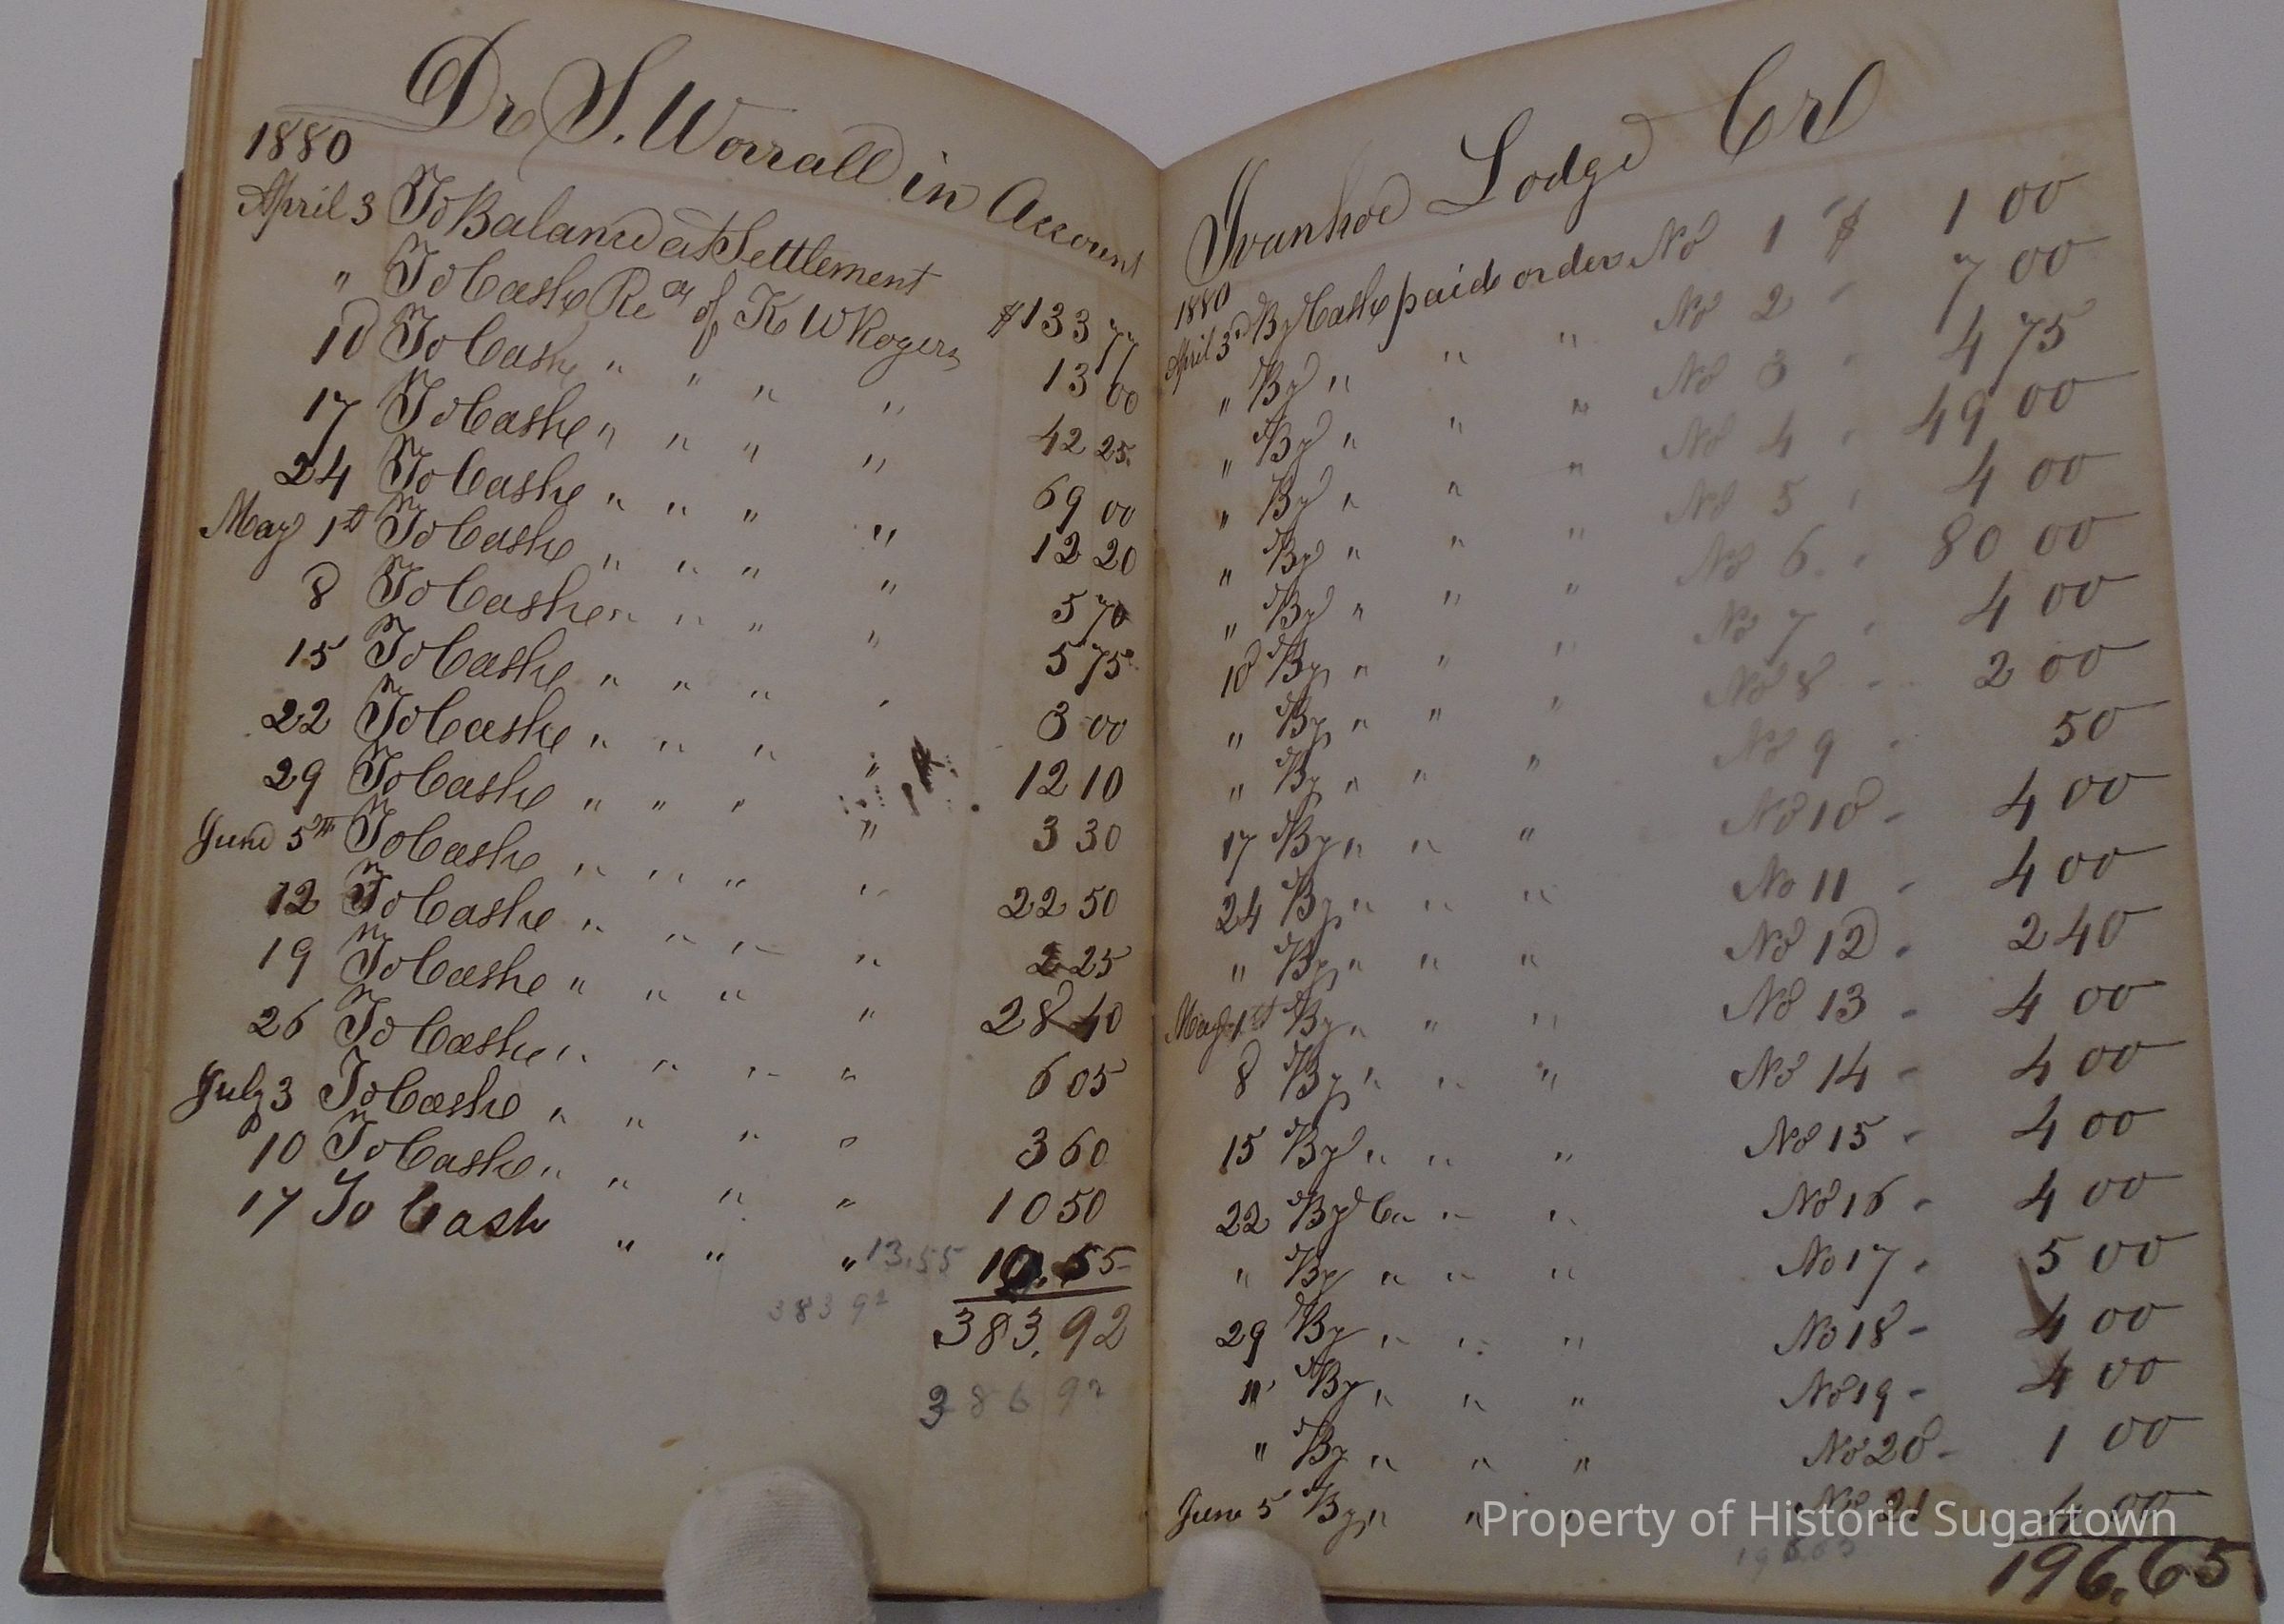 Dr S. Worrall in Account
1880
April 3 To Balance at Settlement $133 77
" To Cash Recd of K W Rogers 13 00
10 To Cash " " " " 42 25
17 To Cash " " " " 69 00
24 To Cash " " " " 12 20
May 1st To Cash " " " " 5 70
8 To Cash " " " " 5 75
15 To Cash " " " " 3 00
22 To Cash " " " " 12 10
29 To Cash " " " " 3 30
June 5th To Cash " " " " 22 50
12 To Cash " " " " 2 25
19 To Cash " " " " 28 40
26 To Cash " " " " 6 05
July 3 To Cash " " " " 3 60
10 To Cash " " " " 10 50
17 To Cash " " " 13.55 10.55
383 92 383.92
386 92
Ivanhoe Lodge Cr
1880
April 3rd By Cash paid orders No 1 $ 1 00
" By " " " No 2 " 7 00
" By " " " No 3 " 4 75
" By " " " No 4 " 49 00
" By " " " No 5 " 4 00
" By " " " No 6 " 80 00
10 By " " " No 7 " 4 00
" By " " " No 8 - 2 00
" By " " " No 9 - 50
17 By " " " No 10 - 4 00
24 By " " " No 11 - 4 00
" By " " " No 12 - 2 40
May 1st By " " " No 13 - 4 00
8 By " " " No 14 - 4 00
15 By " " " No 15 - 4 00
22 By Ca " " No 16 - 4 00
" By " " " No 17 - 5 00
29 By " " " No 18 - 4 00
" By " " " No 19 - 4 00
" By " " " No 20 - 1 00
June 5 By " " " No 21 4 00
196.65 196.65
Property of Historic Sugartown